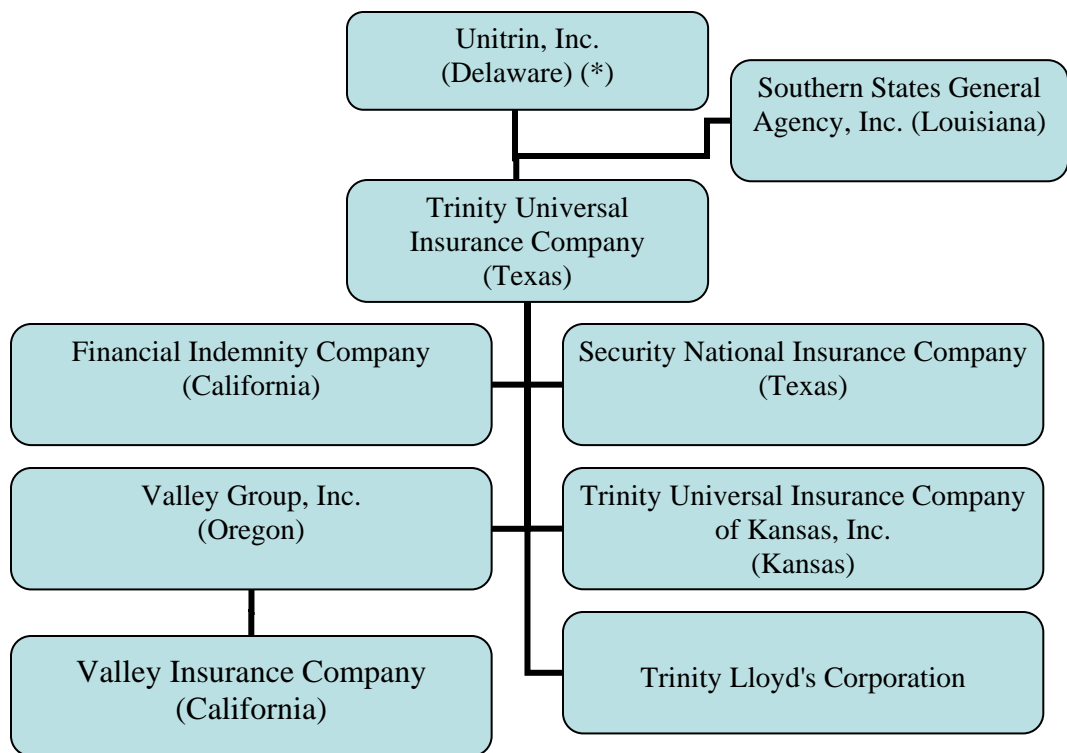 Unitrin, Inc.
(Delaware) (*)
Southern States General
Agency, Inc. (Louisiana)
Trinity Universal
Insurance Company
(Texas)
Financial Indemnity Company
(California)
Security National Insurance Company
(Texas)
Valley Group, Inc.
(Oregon)
Trinity Universal Insurance Company
of Kansas, Inc.
(Kansas)
Valley Insurance Company
(California)
Trinity Lloyd's Corporation